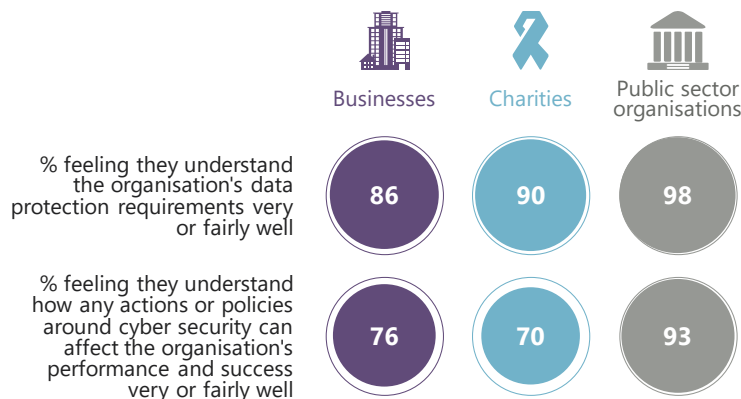 Businesses
Charities
Public sector
organisations
% feeling they understand
the organisation's data
protection requirements very
or fairly well
86
90
98
% feeling they understand
how any actions or policies
around cyber security can
affect the organisation's
performance and success
very or fairly well
76
70
93